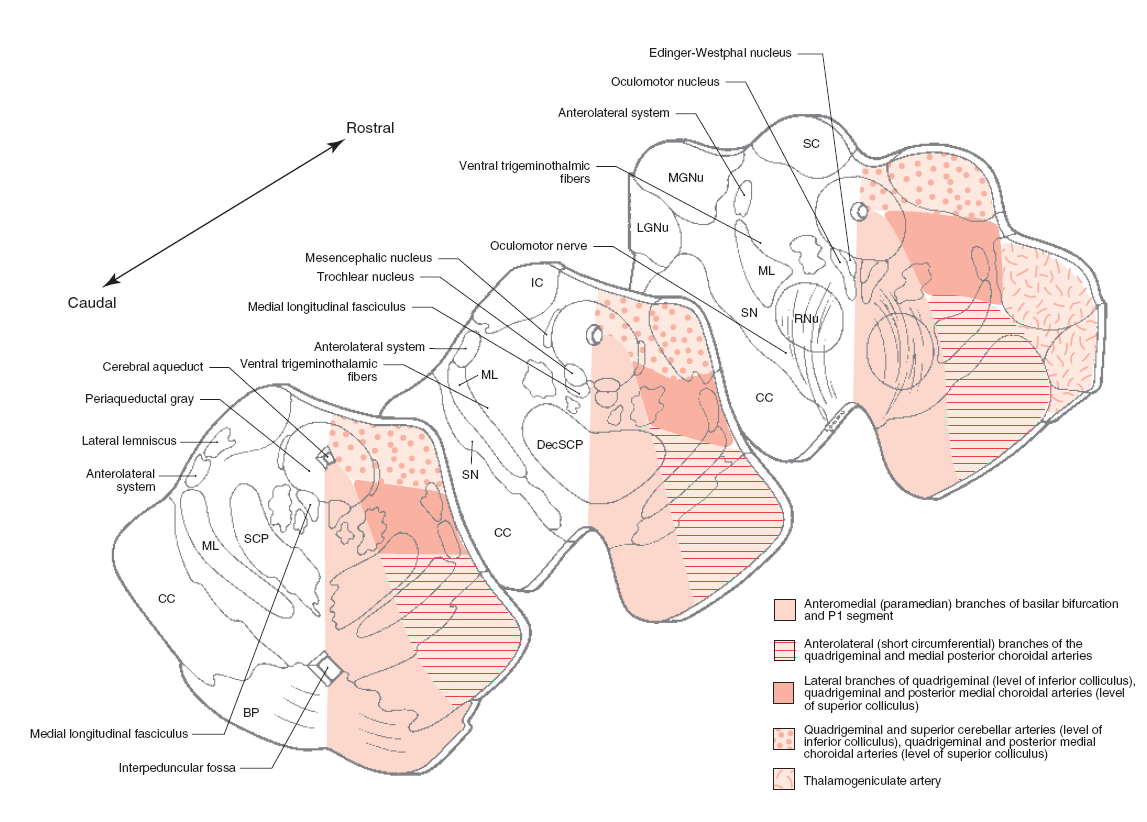 Edinger-Westphal nucleus
Oculomotor nucleus
Anterolateral system
Rostral
SC
Ventral trigeminothalmic
fibers
MGNu
LGNu
Oculomotor nerve
Mesencephalic nucleus
Trochlear nucleus
ML
IC
Caudal
Medial longitudinal fasciculus
SN
RNu
Anterolateral system
Ventral trigeminothalamic
fibers
Cerebral aqueduct
ML
Periaqueductal gray
CC
Lateral lemniscus
DecSCP
Anterolateral
system
SN
CC
ML
SCP
CC
Anteromedial (paramedian) branches of basilar bifurcation
and P1 segment
Anterolateral (short circumferential) branches of the
quadrigeminal and medial posterior choroidal arteries
Lateral branches of quadrigeminal (level of inferior colliculus),
quadrigeminal and posterior medial choroidal arteries (level
of superior colliculus)
BP
Medial longitudinal fasciculus
Quadrigeminal and superior cerebellar arteries (level of
inferior colliculus), quadrigeminal and posterior medial
choroidal arteries (level of superior colliculus)
Interpeduncular fossa
Thalamogeniculate artery